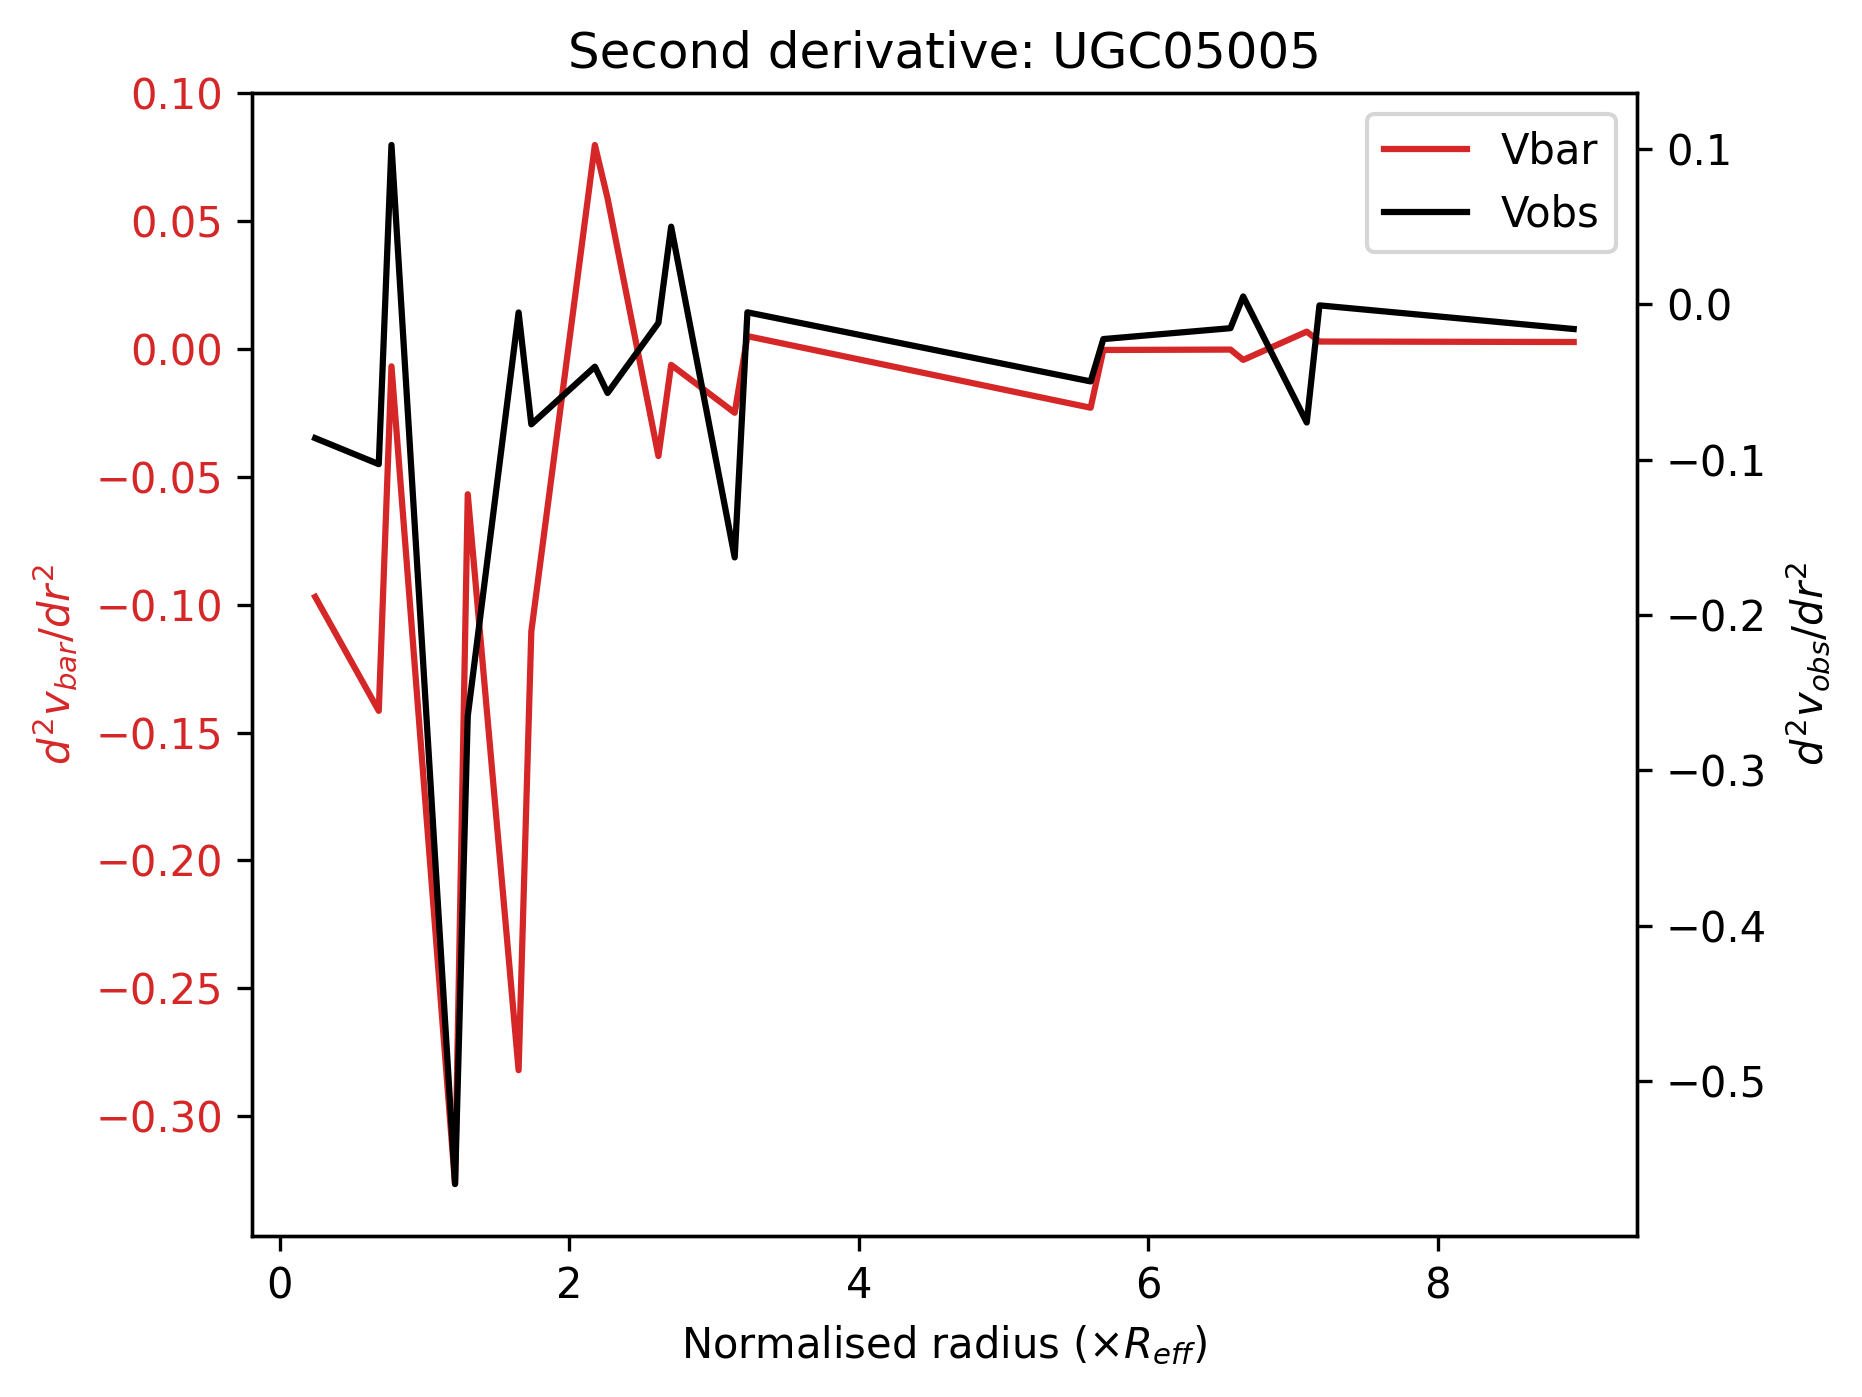 Second derivative: UGC05005
0.10
0.05
0.00
−0.05
−0.10
−0.15
−0.20
−0.25
−0.30
d²v_bar/dr²
Vbar
Vobs
0.1
0.0
−0.1
−0.2
−0.3
−0.4
−0.5
d²v_obs/dr²
0 2 4 6 8
Normalised radius (×R_eff)